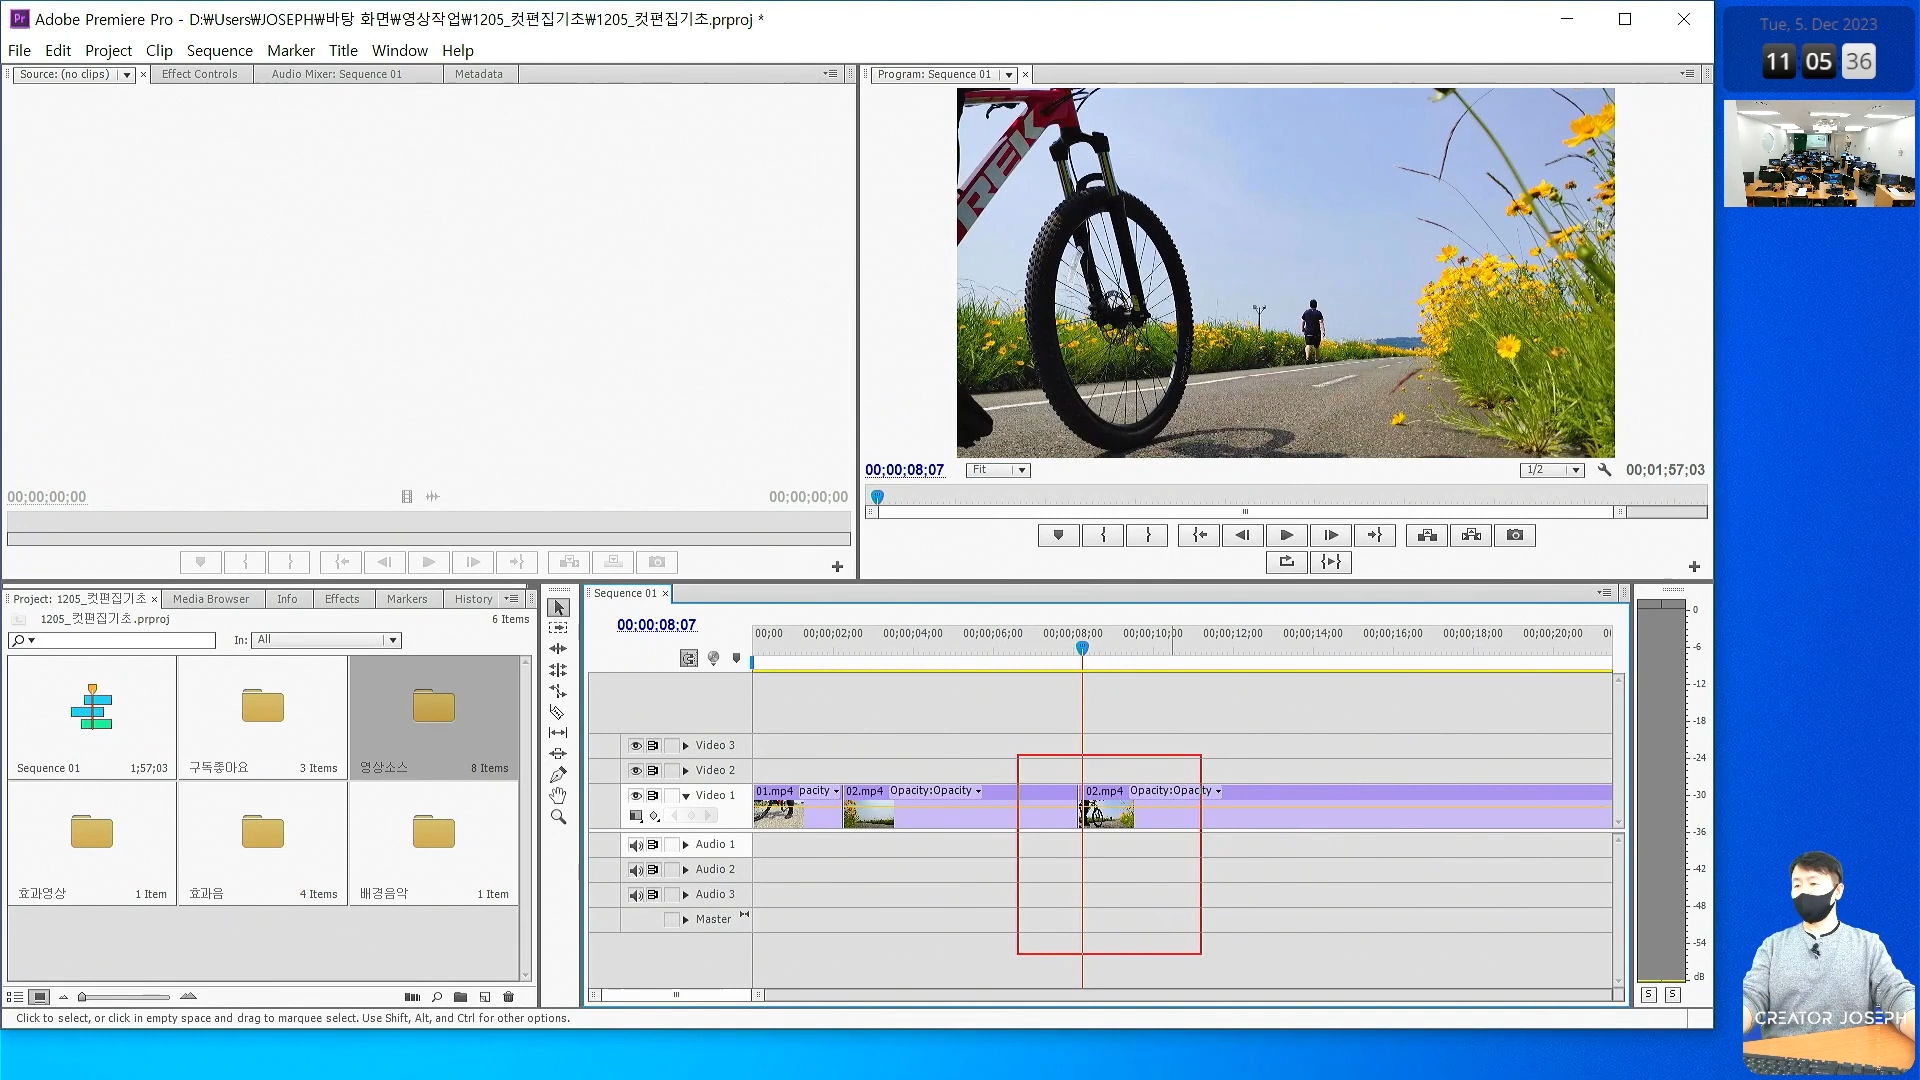 Adobe Premiere Pro - D:₩Users₩JOSEPH₩바탕 화면₩영상작업₩1205_컷편집기초₩1205_컷편집기초.prproj *
File Edit Project Clip Sequence Marker Title Window Help
Source: (no clips) Effect Controls Audio Mixer: Sequence 01 Metadata
Program: Sequence 01
Tue, 5. Dec 2023
11 05 36
TREK
00;00;08;07 Fit 1/2 00;01;57;03
00;00;00;00 00;00;00;00
Project: 1205_컷편집기초 Media Browser Info Effects Markers History
1205_컷편집기초.prproj 6 Items
In: All
Sequence 01 1;57;03
구독좋아요 3 Items
영상소스 8 Items
효과영상 1 Item
효과음 4 Items
배경음악 1 Item
Sequence 01
00;00;08;07
00;00 00;00;02;00 00;00;04;00 00;00;06;00 00;00;08;00 00;00;10;00 00;00;12;00 00;00;14;00 00;00;16;00 00;00;18;00 00;00;20;00
Video 3
Video 2
Video 1
01.mp4 pacity 02.mp4 Opacity:Opacity 02.mp4 Opacity:Opacity
Audio 1
Audio 2
Audio 3
Master
0
-6
-12
-18
-24
-30
-36
-42
-48
-54
dB
S S
Click to select, or click in empty space and drag to marquee select. Use Shift, Alt, and Ctrl for other options.
CREATOR JOSEPH